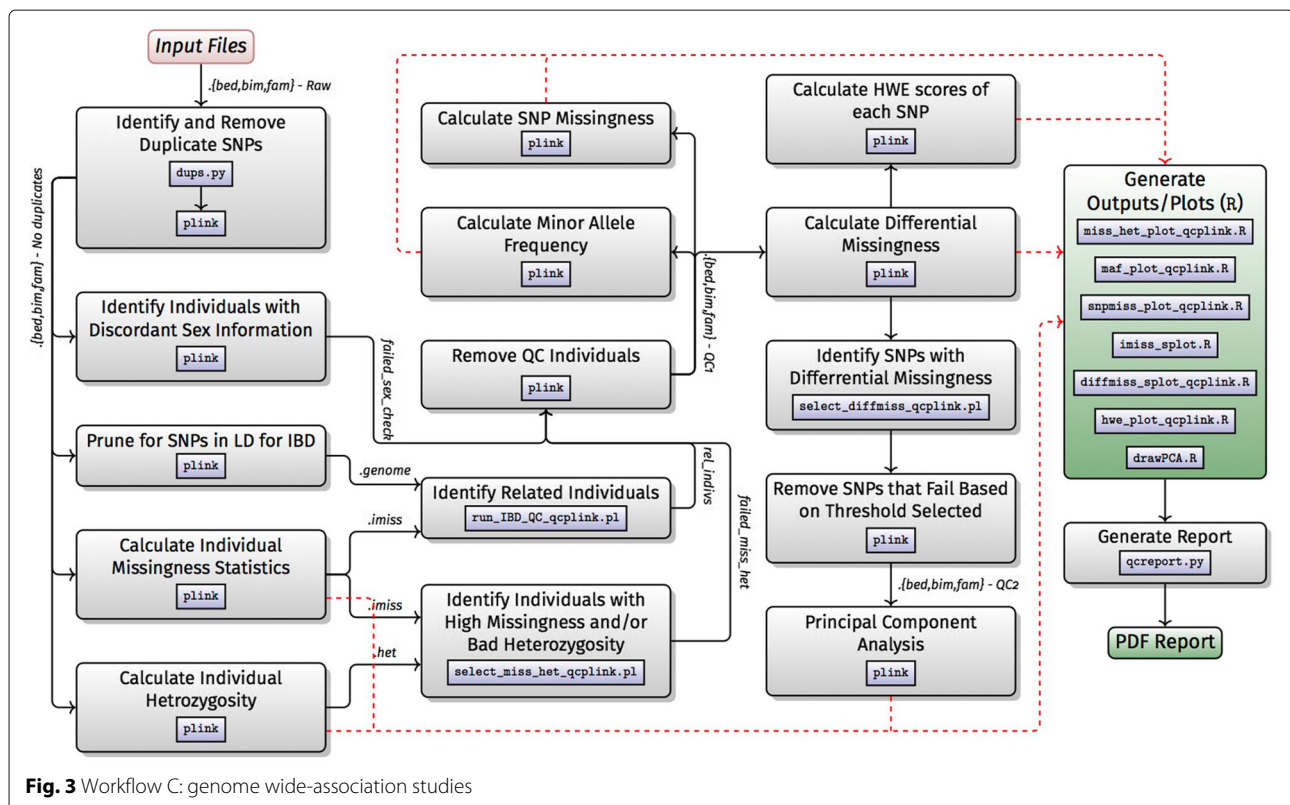 Input Files
.{bed,bim,fam} - Raw
Identify and Remove
Duplicate SNPs
dups.py
plink
.{bed,bim,fam} - No duplicates
Identify Individuals with
Discordant Sex Information
plink
failed_sex_check
Prune for SNPs in LD for IBD
plink
.genome
Calculate Individual
Missingness Statistics
plink
.imiss
.imiss
Calculate Individual
Hetrozygosity
plink
.het
Calculate SNP Missingness
plink
Calculate Minor Allele
Frequency
plink
Remove QC Individuals
plink
.{bed,bim,fam} - QC1
Identify Related Individuals
run_IBD_QC_qcplink.pl
rel_indivs
Identify Individuals with
High Missingness and/or
Bad Heterozygosity
select_miss_het_qcplink.pl
failed_miss_het
Calculate HWE scores of
each SNP
plink
Calculate Differential
Missingness
plink
Identify SNPs with
Differrential Missingness
select_diffmiss_qcplink.pl
Remove SNPs that Fail Based
on Threshold Selected
plink
.{bed,bim,fam} - QC2
Principal Component
Analysis
plink
Generate
Outputs/Plots (R)
miss_het_plot_qcplink.R
maf_plot_qcplink.R
snpmiss_plot_qcplink.R
imiss_splot.R
diffmiss_splot_qcplink.R
hwe_plot_qcplink.R
drawPCA.R
Generate Report
qcreport.py
PDF Report
Fig. 3 Workflow C: genome wide-association studies